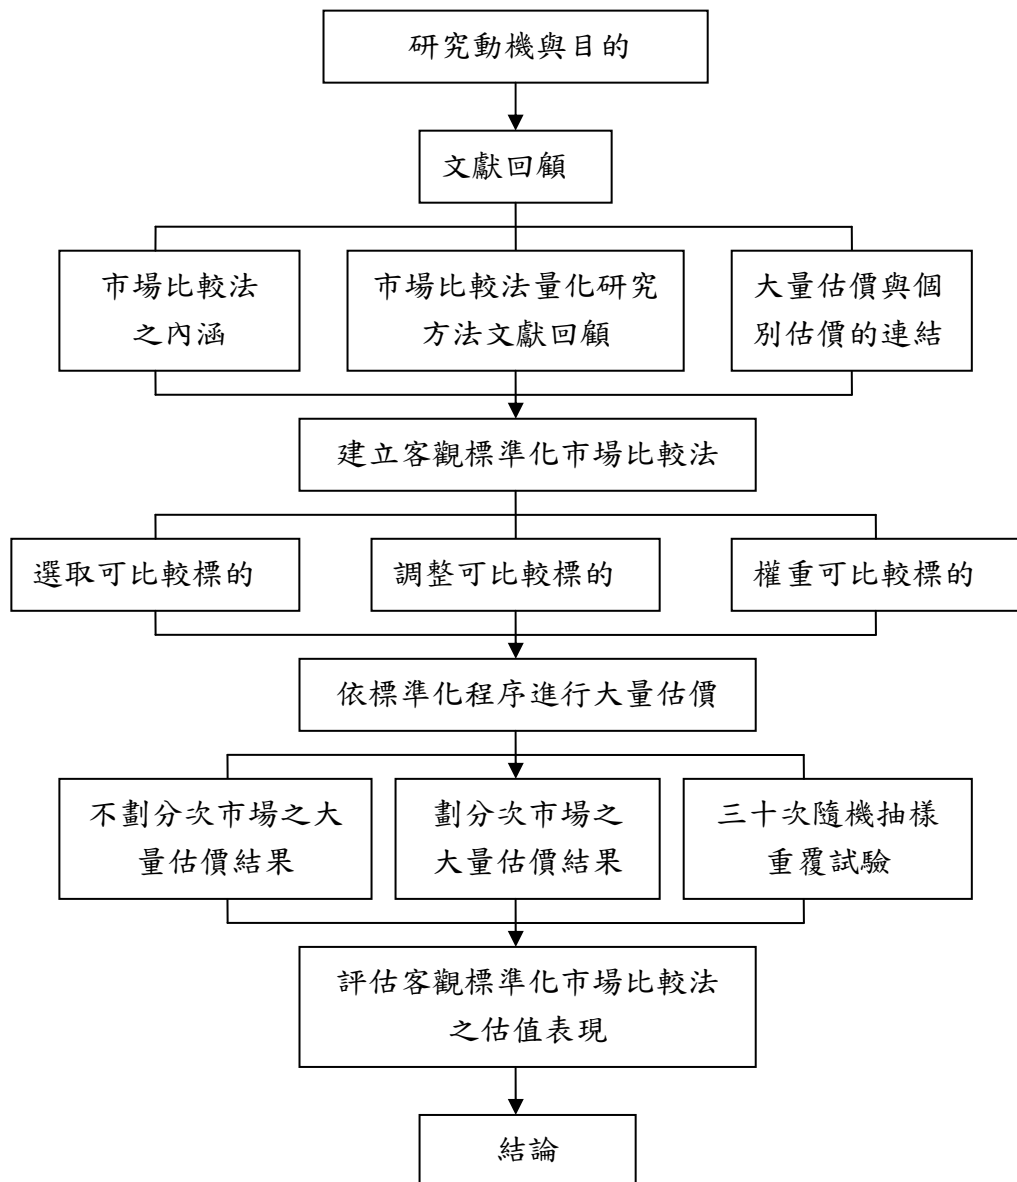 研究動機與目的
文獻回顧
市場比較法
之內涵
市場比較法量化研究
方法文獻回顧
大量估價與個
別估價的連結
建立客觀標準化市場比較法
選取可比較標的
調整可比較標的
權重可比較標的
依標準化程序進行大量估價
不劃分次市場之大
量估價結果
劃分次市場之
大量估價結果
三十次隨機抽樣
重覆試驗
評估客觀標準化市場比較法
之估值表現
結論